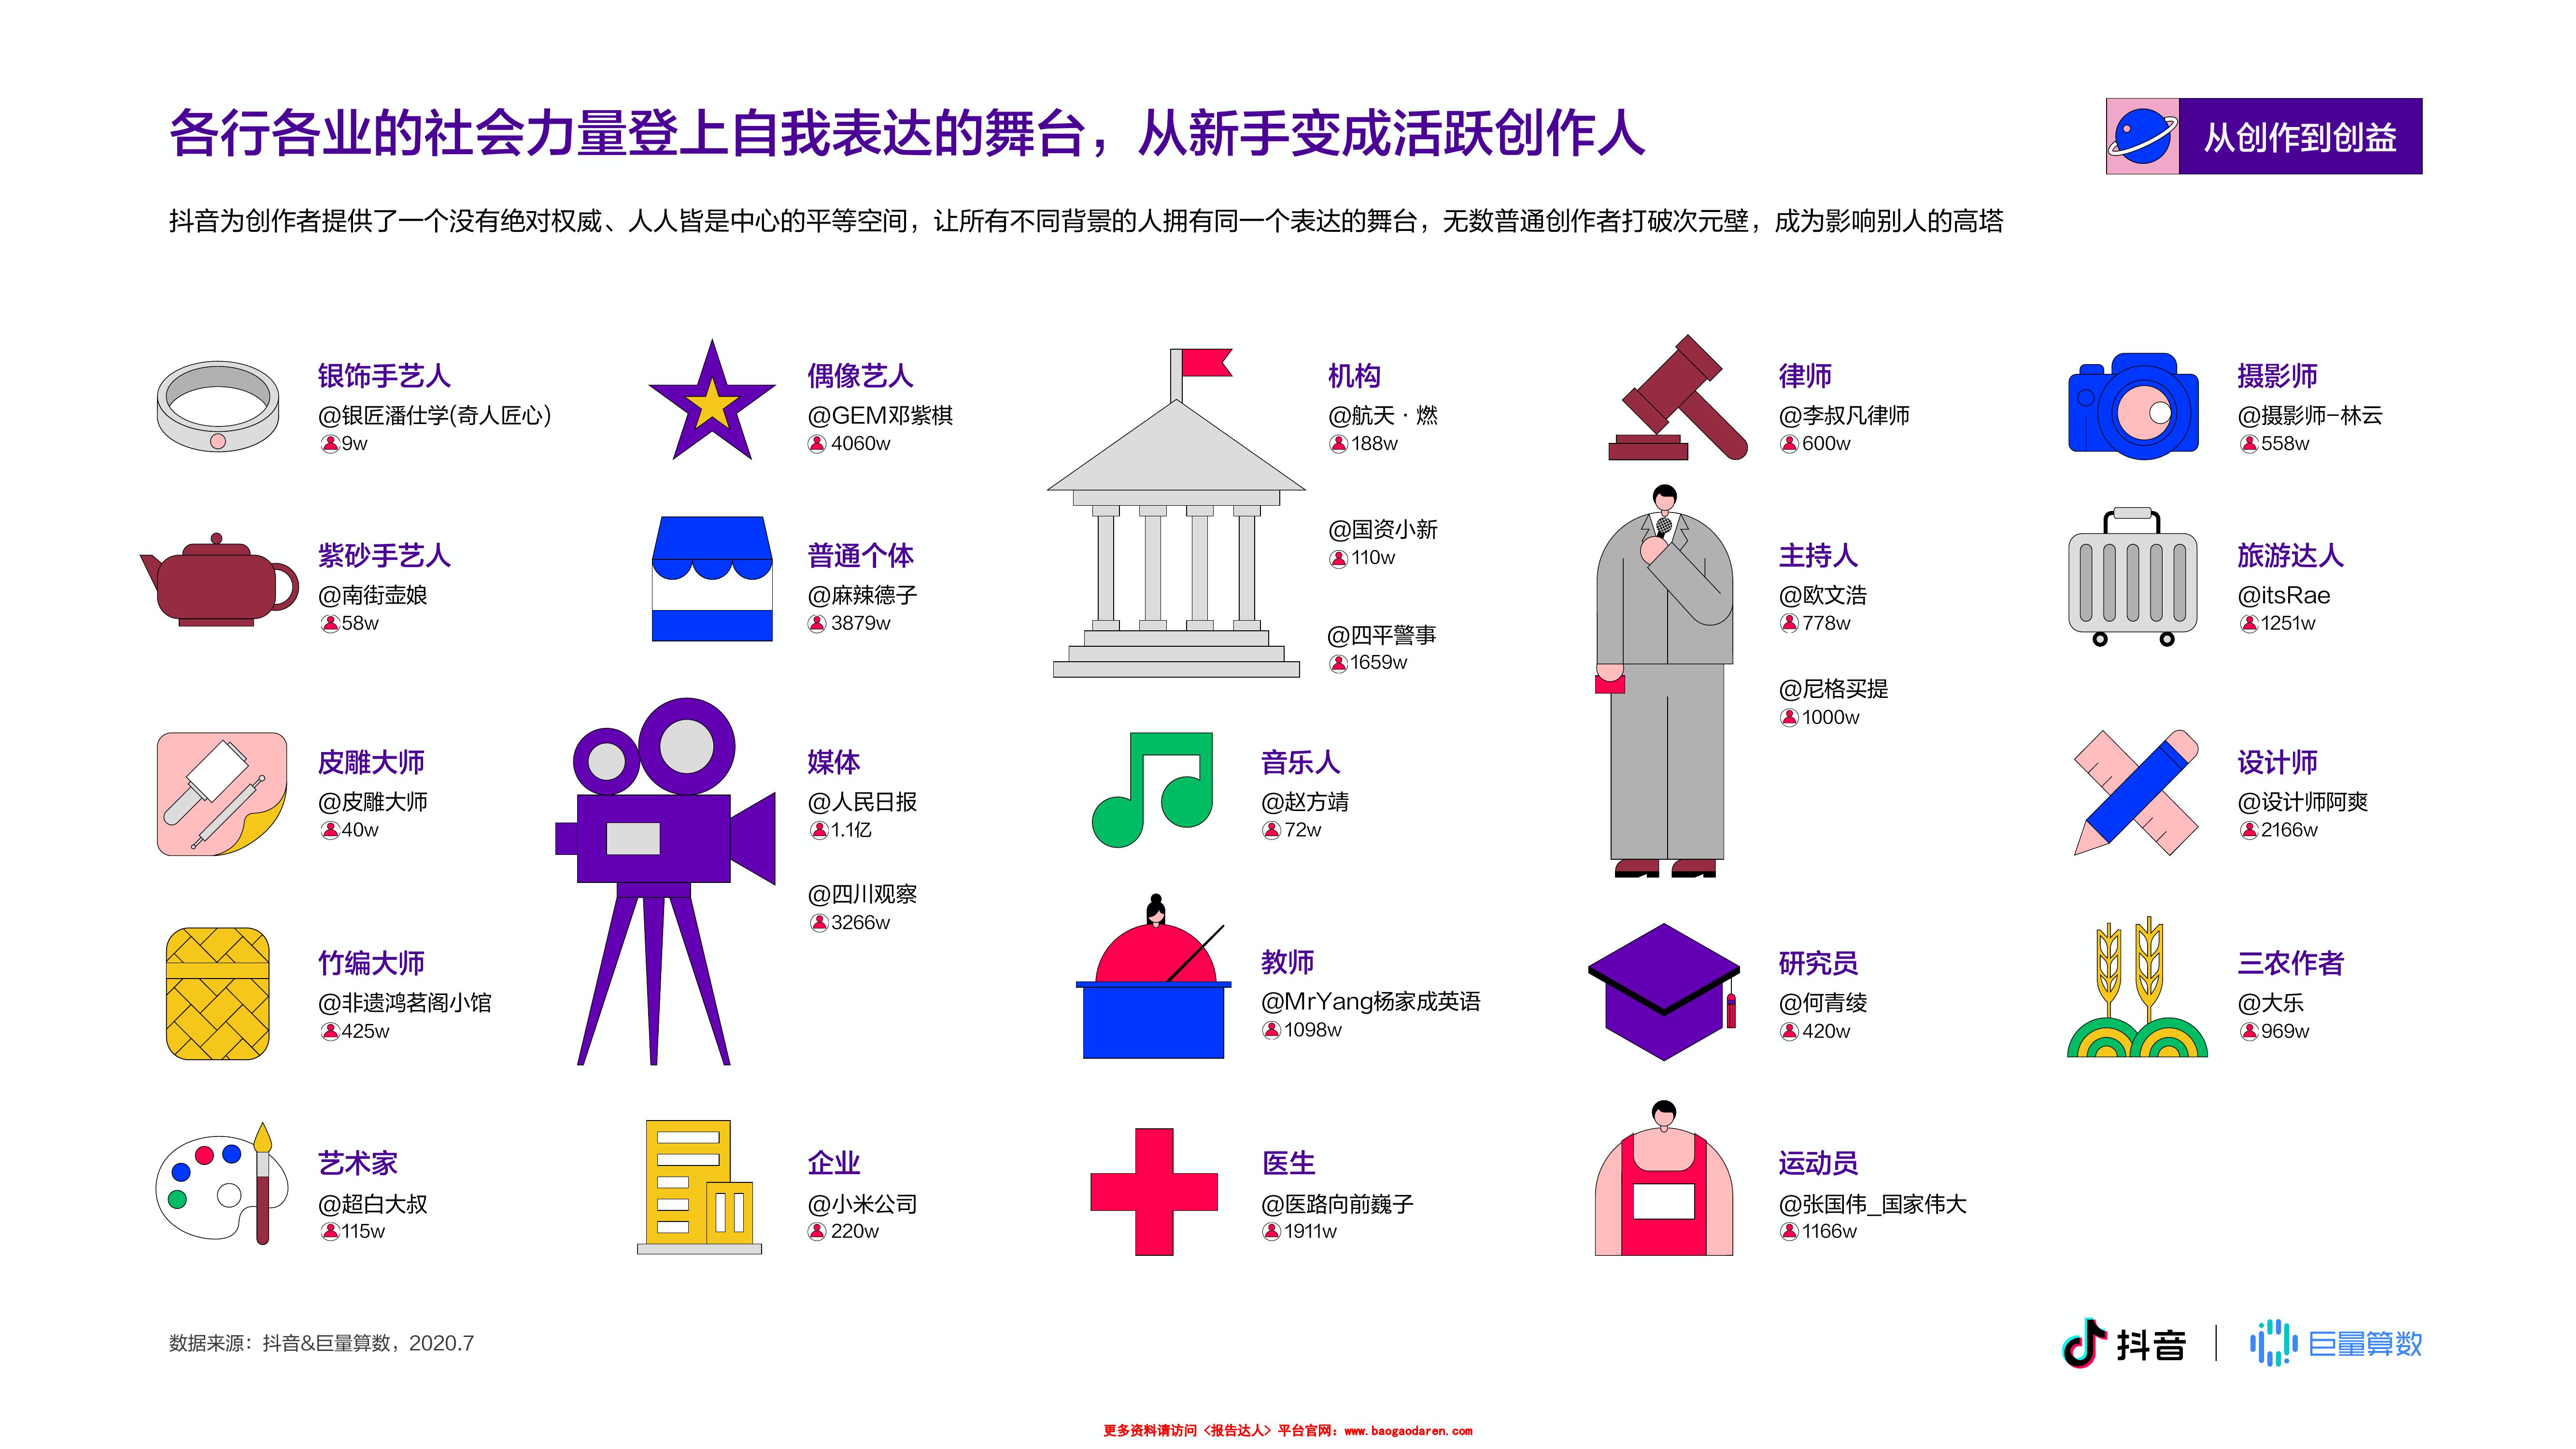 各行各业的社会力量登上自我表达的舞台，从新手变成活跃创作人
从创作到创益
抖音为创作者提供了一个没有绝对权威、人人皆是中心的平等空间，让所有不同背景的人拥有同一个表达的舞台，无数普通创作者打破次元壁，成为影响别人的高塔
银饰手艺人
@银匠潘仕学(奇人匠心)
9w
偶像艺人
@GEM邓紫棋
4060w
机构
@航天·燃
188w
@国资小新
110w
@四平警事
1659w
律师
@李叔凡律师
600w
摄影师
@摄影师-林云
558w
紫砂手艺人
@南街壶娘
58w
普通个体
@麻辣德子
3879w
主持人
@欧文浩
778w
@尼格买提
1000w
旅游达人
@itsRae
1251w
皮雕大师
@皮雕大师
40w
媒体
@人民日报
1.1亿
@四川观察
3266w
音乐人
@赵方靖
72w
设计师
@设计师阿爽
2166w
竹编大师
@非遗鸿茗阁小馆
425w
教师
@MrYang杨家成英语
1098w
研究员
@何青绫
420w
三农作者
@大乐
969w
艺术家
@超白大叔
115w
企业
@小米公司
220w
医生
@医路向前巍子
1911w
运动员
@张国伟_国家伟大
1166w
数据来源：抖音&巨量算数，2020.7
抖音
巨量算数
更多资料请访问《报告达人》平台官网：www.baogaodaren.com